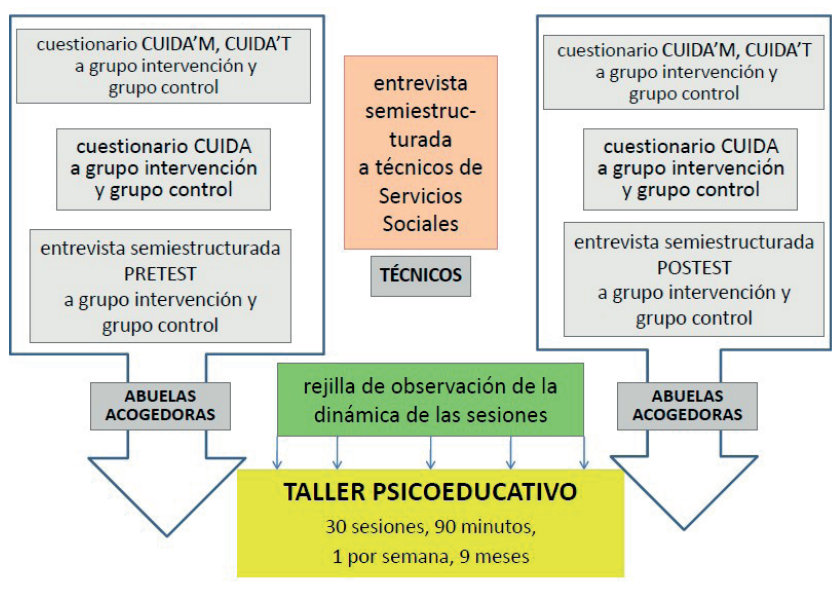 cuestionario CUIDA’M, CUIDA’T
a grupo intervención y
grupo control
cuestionario CUIDA
a grupo intervención
y grupo control
entrevista semiestructurada
PRETEST
a grupo intervención y
grupo control
ABUELAS
ACOGEDORAS
entrevista
semiestruc-
turada
a técnicos de
Servicios
Sociales
TÉCNICOS
rejilla de observación de la
dinámica de las sesiones
TALLER PSICOEDUCATIVO
30 sesiones, 90 minutos,
1 por semana, 9 meses
cuestionario CUIDA’M, CUIDA’T
a grupo intervención y
grupo control
cuestionario CUIDA
a grupo intervención
y grupo control
entrevista semiestructurada
POSTEST
a grupo intervención y
grupo control
ABUELAS
ACOGEDORAS